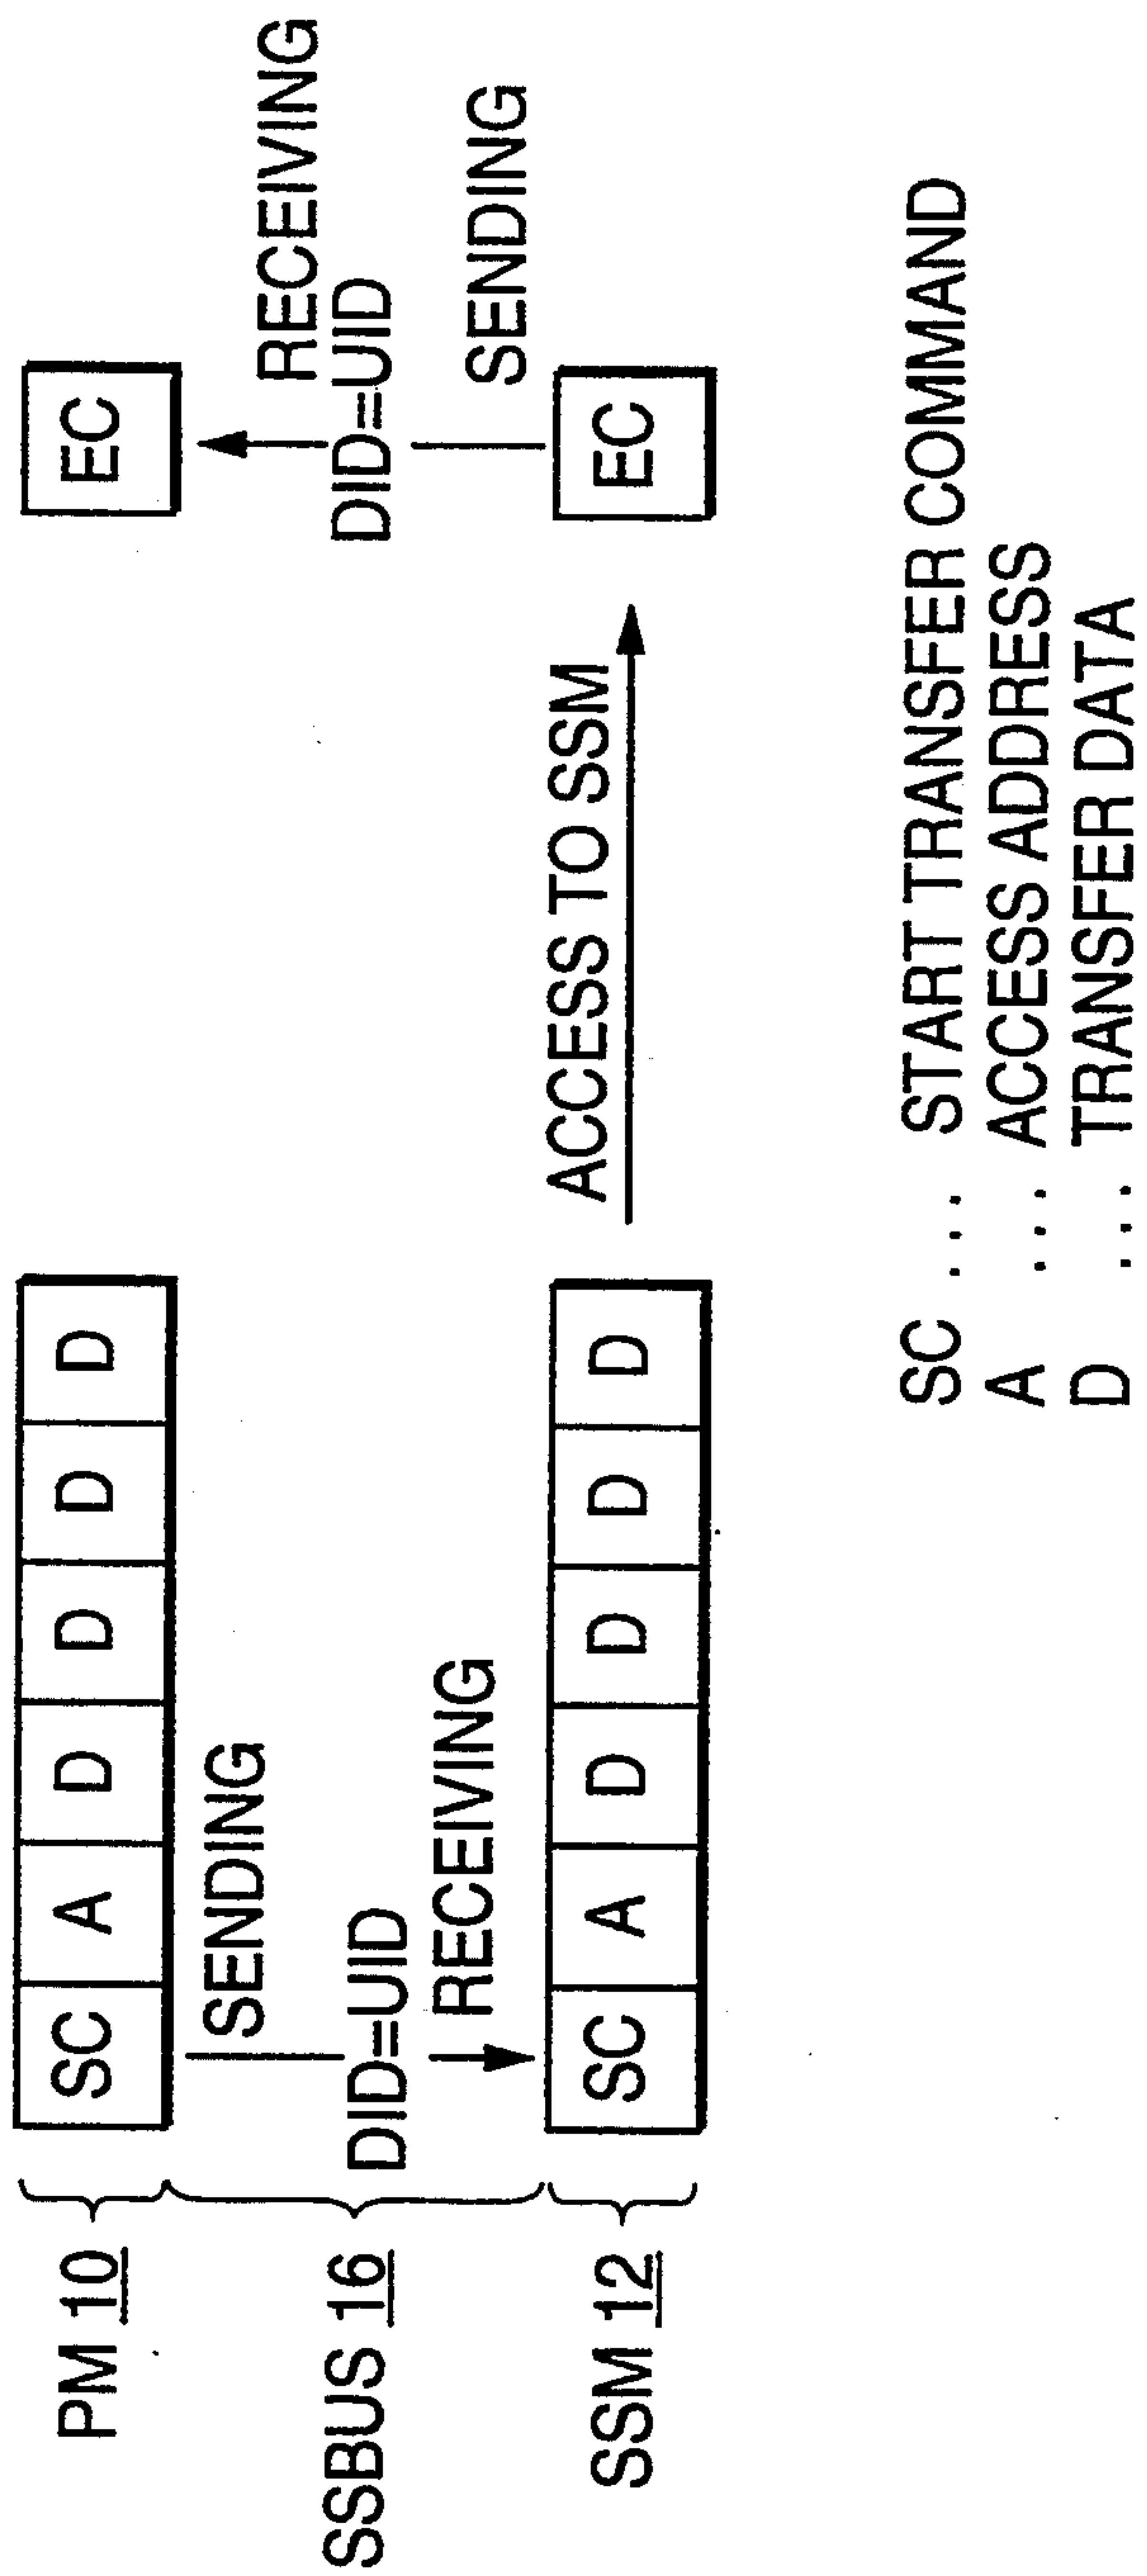 PM 10
SC A D D D D
EC
SENDING
RECEIVING
SSBUS 16
DID=UID
DID=UID
RECEIVING
SENDING
SSM 12
SC A D D D D
ACCESS TO SSM
EC
SC ... START TRANSFER COMMAND
A ... ACCESS ADDRESS
D ... TRANSFER DATA